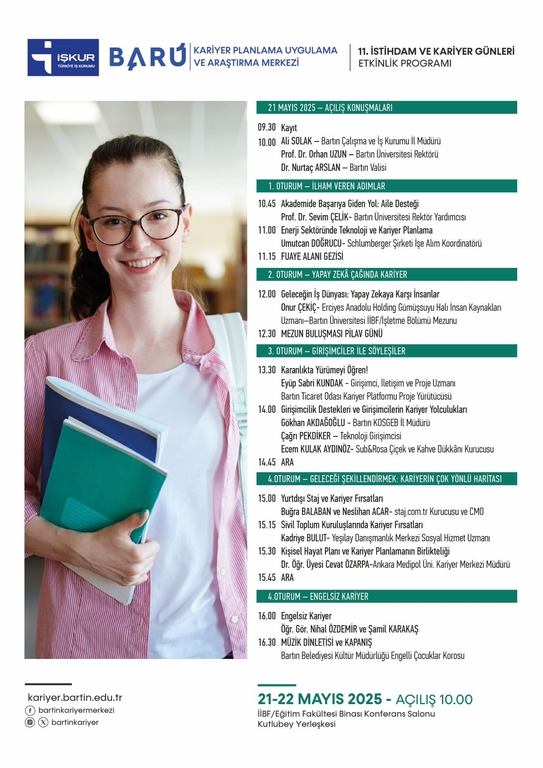 İŞKUR
TÜRKİYE İŞ KURUMU
BARÜ
KARİYER PLANLAMA UYGULAMA
VE ARAŞTIRMA MERKEZİ
11. İSTİHDAM VE KARİYER GÜNLERİ
ETKİNLİK PROGRAMI
21 MAYIS 2025 – AÇILIŞ KONUŞMALARI
09.30 Kayıt
10.00 Ali SOLAK – Bartın Çalışma ve İş Kurumu İl Müdürü
Prof. Dr. Orhan UZUN – Bartın Üniversitesi Rektörü
Dr. Nurtaç ARSLAN – Bartın Valisi
1. OTURUM – İLHAM VEREN ADIMLAR
10.45 Akademide Başarıya Giden Yol: Aile Desteği
Prof. Dr. Sevim ÇELİK- Bartın Üniversitesi Rektör Yardımcısı
11.00 Enerji Sektöründe Teknoloji ve Kariyer Planlama
Umutcan DOĞRUCU- Schlumberger Şirketi İşe Alım Koordinatörü
11.15 FUAYE ALANI GEZİSİ
2. OTURUM – YAPAY ZEKÂ ÇAĞINDA KARİYER
12.00 Geleceğin İş Dünyası: Yapay Zekaya Karşı İnsanlar
Onur ÇEKİÇ- Erciyes Anadolu Holding Gümüşsuyu Halı İnsan Kaynakları
Uzmanı–Bartın Üniversitesi İİBF/İşletme Bölümü Mezunu
12.30 MEZUN BULUŞMASI PİLAV GÜNÜ
3. OTURUM – GİRİŞİMCİLER İLE SÖYLEŞİLER
13.30 Karanlıkta Yürümeyi Öğren!
Eyüp Sabri KUNDAK - Girişimci, İletişim ve Proje Uzmanı
Bartın Ticaret Odası Kariyer Platformu Proje Yürütücüsü
14.00 Girişimcilik Destekleri ve Girişimcilerin Kariyer Yolculukları
Gökhan AKDAĞOĞLU - Bartın KOSGEB İl Müdürü
Çağrı PEKDİKER – Teknoloji Girişimcisi
Ecem KULAK AYDINÖZ- Sub&Rosa Çiçek ve Kahve Dükkânı Kurucusu
14.45 ARA
4.OTURUM – GELECEĞİ ŞEKİLLENDİRMEK: KARİYERİN ÇOK YÖNLÜ HARİTASI
15.00 Yurtdışı Staj ve Kariyer Fırsatları
Buğra BALABAN ve Neslihan ACAR- staj.com.tr Kurucusu ve CMO
15.15 Sivil Toplum Kuruluşlarında Kariyer Fırsatları
Kadriye BULUT- Yeşilay Danışmanlık Merkezi Sosyal Hizmet Uzmanı
15.30 Kişisel Hayat Planı ve Kariyer Planlamanın Birlikteliği
Dr. Öğr. Üyesi Cevat ÖZARPA-Ankara Medipol Üni. Kariyer Merkezi Müdürü
15.45 ARA
4.OTURUM – ENGELSİZ KARİYER
16.00 Engelsiz Kariyer
Öğr. Gör. Nihal ÖZDEMİR ve Şamil KARAKAŞ
16.30 MÜZİK DİNLETİSİ ve KAPANIŞ
Bartın Belediyesi Kültür Müdürlüğü Engelli Çocuklar Korosu
kariyer.bartin.edu.tr
bartinkariyermerkezi
bartinkariyer
21-22 MAYIS 2025 - AÇILIŞ 10.00
İİBF/Eğitim Fakültesi Binası Konferans Salonu
Kutlubey Yerleşkesi